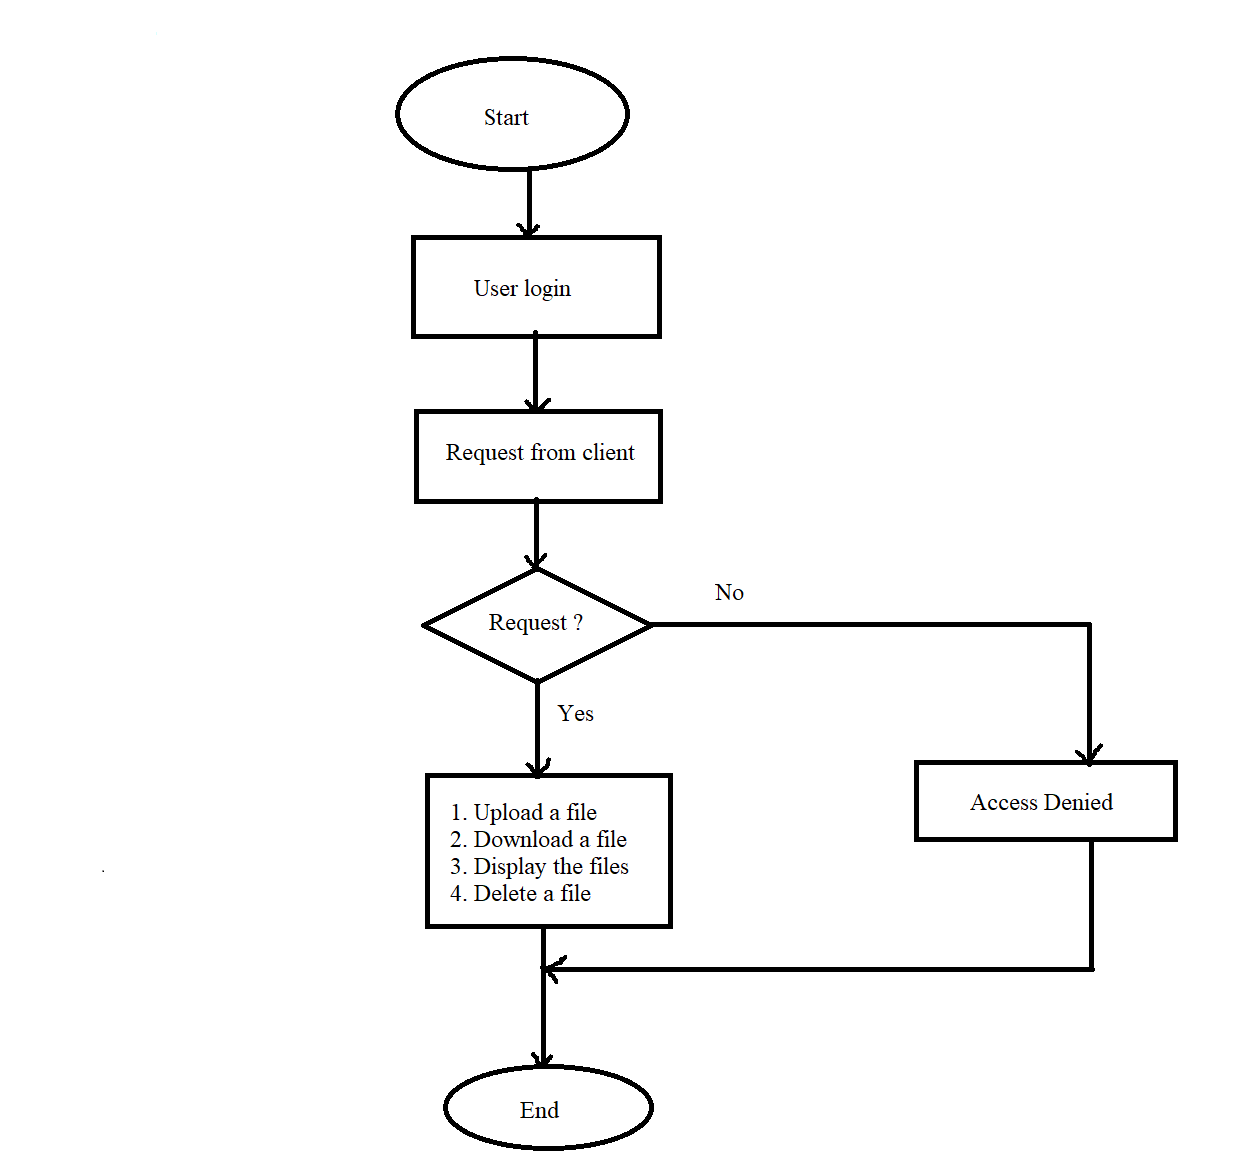 Start
User login
Request from client
Request ?
No
Yes
1. Upload a file
2. Download a file
3. Display the files
4. Delete a file
Access Denied
End